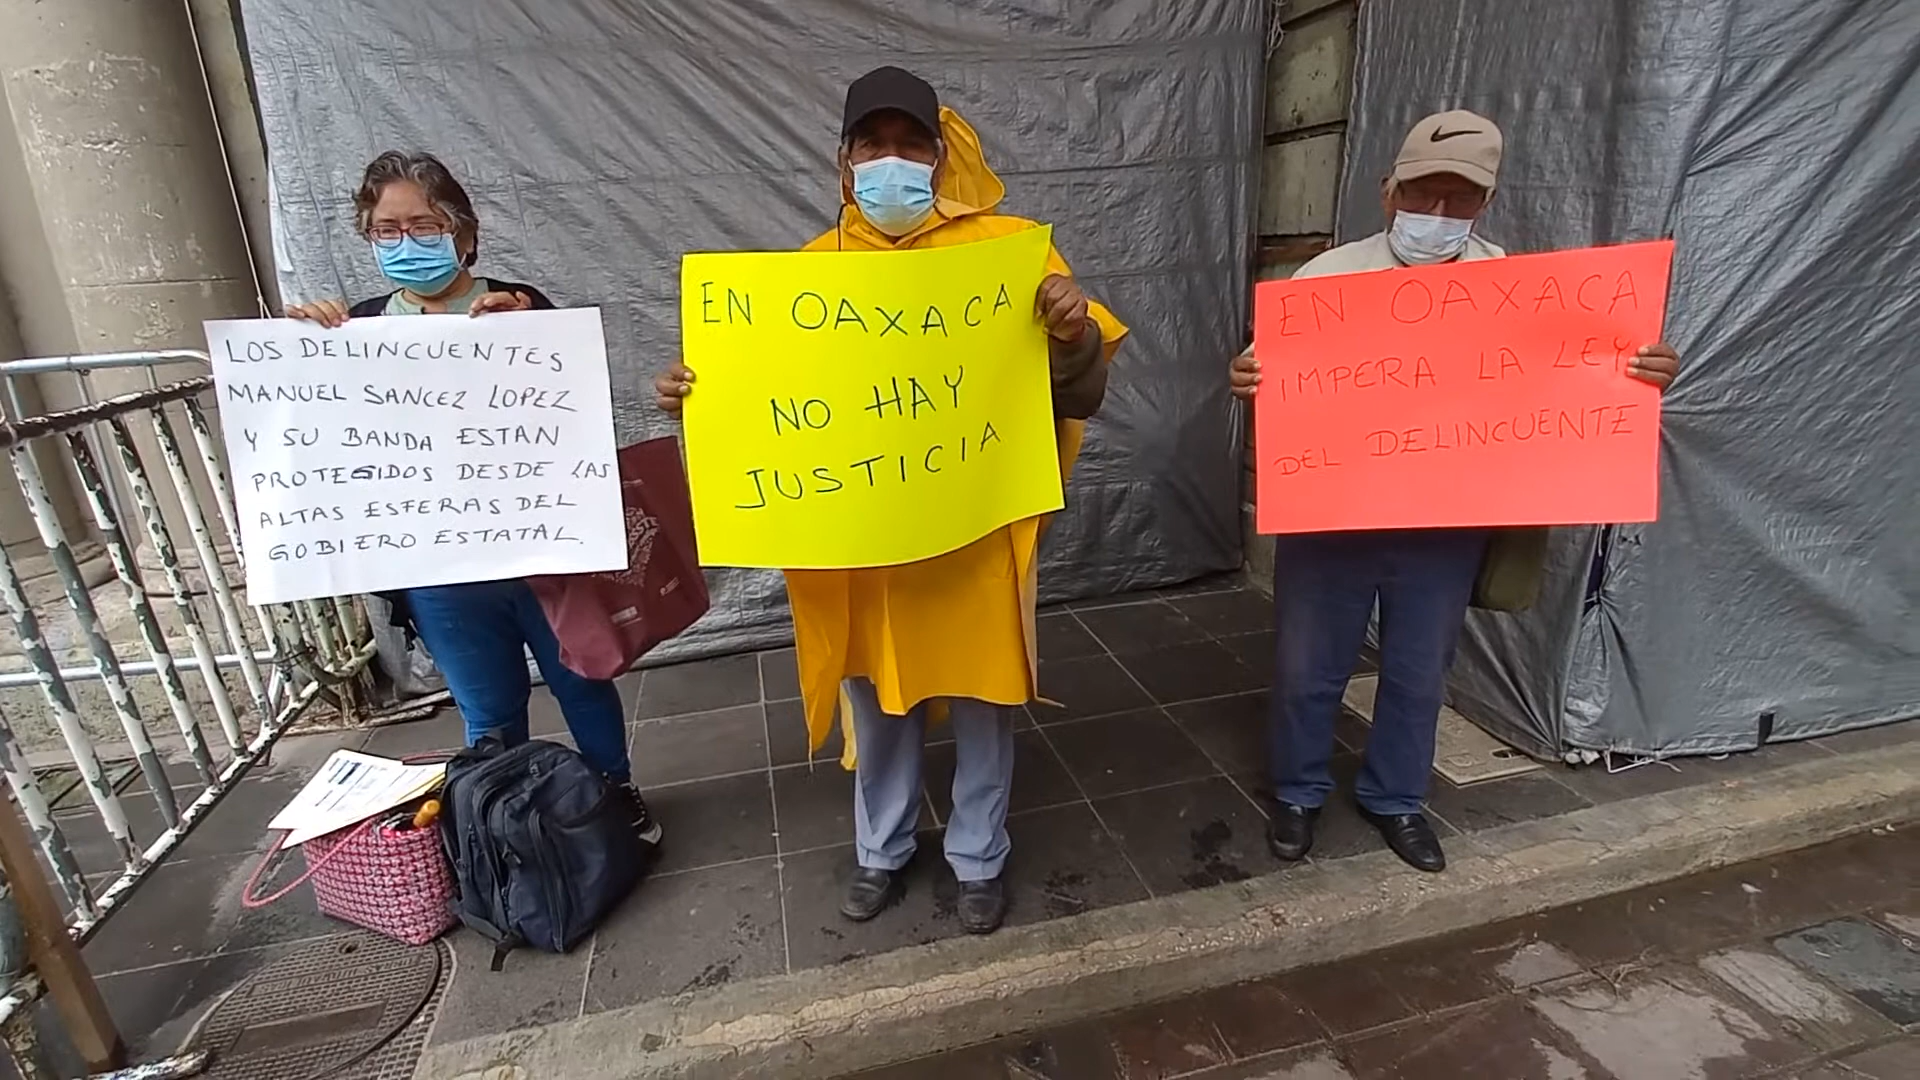 LOS DELINCUENTES
MANUEL SANCEZ LOPEZ
Y SU BANDA ESTAN
PROTEGIDOS DESDE LAS
ALTAS ESFERAS DEL
GOBIERO ESTATAL.
EN OAXACA
NO HAY
JUSTICIA
EN OAXACA
IMPERA LA LEY
DEL DELINCUENTE